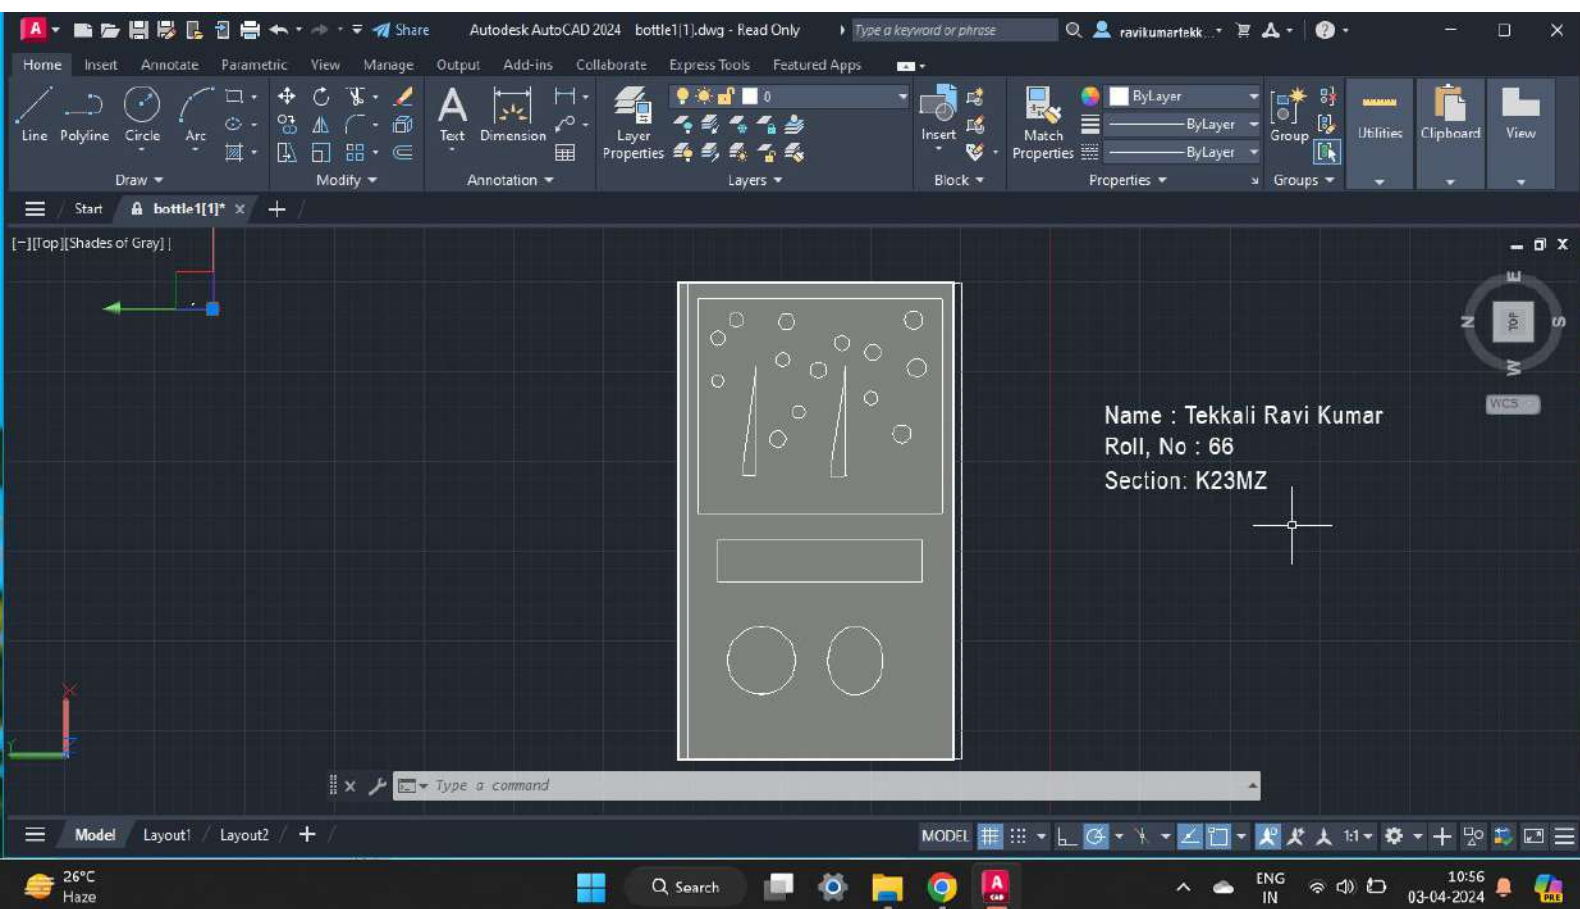 A Share Autodesk AutoCAD 2024 bottle1[1].dwg - Read Only Type a keyword or phrase ravikumartekk...
Home Insert Annotate Parametric View Manage Output Add-ins Collaborate Express Tools Featured Apps
Line Polyline Circle Arc
Draw
Modify
Text Dimension
Annotation
0
Layer Properties
Layers
Insert
Block
Match Properties
ByLayer
ByLayer
ByLayer
Properties
Group
Groups
Utilities
Clipboard
View
Start bottle1[1]*
[−][Top][Shades of Gray]
E
N TOP S
W
WCS
Name : Tekkali Ravi Kumar
Roll, No : 66
Section: K23MZ
X
Y Z
Type a command
Model Layout1 Layout2
MODEL 1:1
26°C
Haze
Search
A
CAD
ENG
IN
10:56
03-04-2024
PRE